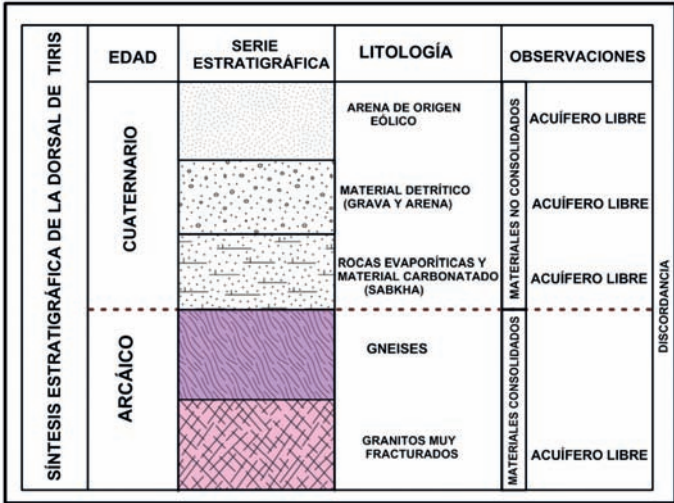 SÍNTESIS ESTRATIGRÁFICA DE LA DORSAL DE TIRIS
EDAD
SERIE
ESTRATIGRÁFICA
LITOLOGÍA
OBSERVACIONES
CUATERNARIO
ARENA DE ORIGEN
EÓLICO
MATERIALES NO CONSOLIDADOS
ACUÍFERO LIBRE
MATERIAL DETRÍTICO
(GRAVA Y ARENA)
ACUÍFERO LIBRE
ROCAS EVAPORÍTICAS Y
MATERIAL CARBONATADO
(SABKHA)
ACUÍFERO LIBRE
DISCORDANCIA
ARCÁICO
GNEISES
MATERIALES CONSOLIDADOS
GRANITOS MUY
FRACTURADOS
ACUÍFERO LIBRE